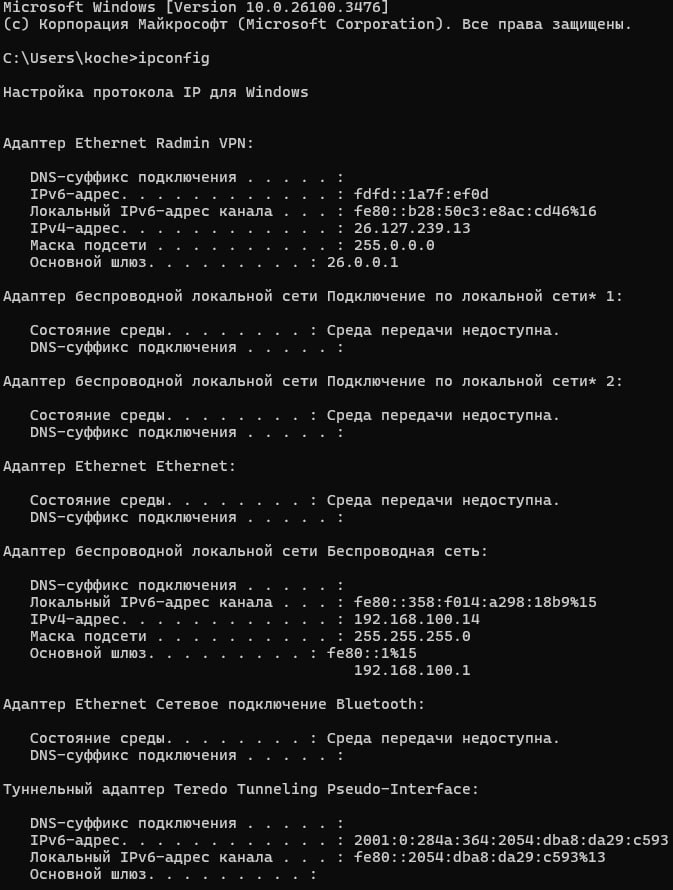 Microsoft Windows [Version 10.0.26100.3476]
(c) Корпорация Майкрософт (Microsoft Corporation). Все права защищены.
C:\Users\koche>ipconfig
Настройка протокола IP для Windows
Адаптер Ethernet Radmin VPN:
DNS-суффикс подключения . . . . . :
IPv6-адрес. . . . . . . . . . . . : fdfd::1a7f:ef0d
Локальный IPv6-адрес канала . . . : fe80::b28:50c3:e8ac:cd46%16
IPv4-адрес. . . . . . . . . . . . : 26.127.239.13
Маска подсети . . . . . . . . . . : 255.0.0.0
Основной шлюз. . . . . . . . . : 26.0.0.1
Адаптер беспроводной локальной сети Подключение по локальной сети* 1:
Состояние среды. . . . . . . . : Среда передачи недоступна.
DNS-суффикс подключения . . . . . :
Адаптер беспроводной локальной сети Подключение по локальной сети* 2:
Состояние среды. . . . . . . . : Среда передачи недоступна.
DNS-суффикс подключения . . . . . :
Адаптер Ethernet Ethernet:
Состояние среды. . . . . . . . : Среда передачи недоступна.
DNS-суффикс подключения . . . . . :
Адаптер беспроводной локальной сети Беспроводная сеть:
DNS-суффикс подключения . . . . . :
Локальный IPv6-адрес канала . . . : fe80::358:f014:a298:18b9%15
IPv4-адрес. . . . . . . . . . . . : 192.168.100.14
Маска подсети . . . . . . . . . . : 255.255.255.0
Основной шлюз. . . . . . . . . : fe80::1%15
192.168.100.1
Адаптер Ethernet Сетевое подключение Bluetooth:
Состояние среды. . . . . . . . : Среда передачи недоступна.
DNS-суффикс подключения . . . . . :
Туннельный адаптер Teredo Tunneling Pseudo-Interface:
DNS-суффикс подключения . . . . . :
IPv6-адрес. . . . . . . . . . . . : 2001:0:284a:364:2054:dba8:da29:c593
Локальный IPv6-адрес канала . . . : fe80::2054:dba8:da29:c593%13
Основной шлюз. . . . . . . . . :